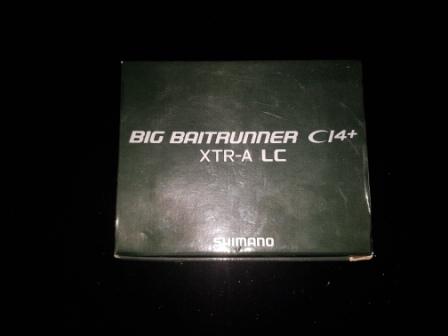 BIG BAITRUNNER CI4+
XTR-A LC
SHIMANO